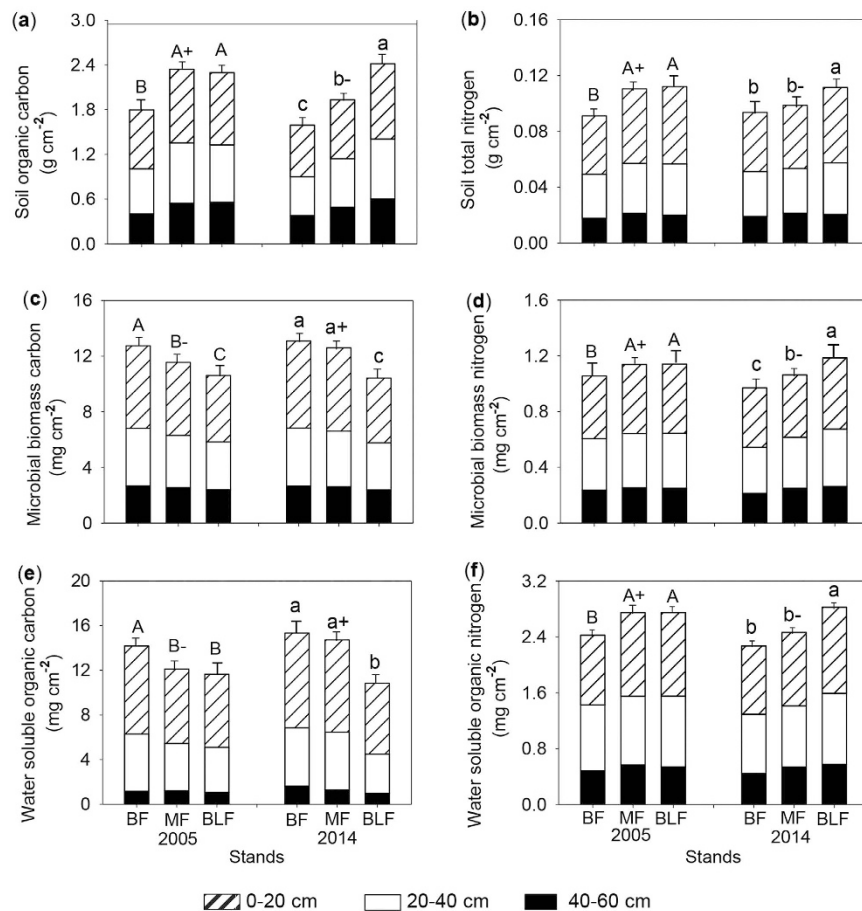 (a)
Soil organic carbon
(g cm-2)
3.0
2.4
1.8
1.2
0.6
0.0
B
A+
A
c
b-
a
(b)
Soil total nitrogen
(g cm-2)
0.16
0.12
0.08
0.04
0.00
B
A+
A
b
b-
a
(c)
Microbial biomass carbon
(mg cm-2)
16
12
8
4
0
A
B-
C
a
a+
c
(d)
Microbial biomass nitrogen
(mg cm-2)
1.6
1.2
0.8
0.4
0.0
B
A+
A
c
b-
a
(e)
Water soluble organic carbon
(mg cm-2)
20
16
12
8
4
0
A
B-
B
a
a+
b
BF MF BLF BF MF BLF
2005 2014
Stands
(f)
Water soluble organic nitrogen
(mg cm-2)
3.2
2.4
1.6
0.8
0.0
B
A+
A
b
b-
a
BF MF BLF BF MF BLF
2005 2014
Stands
0-20 cm 20-40 cm 40-60 cm